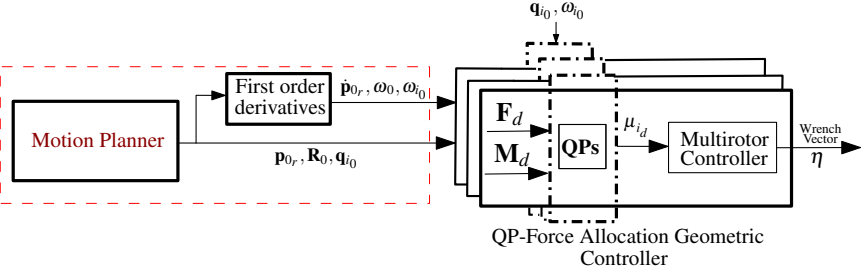 𝐪_{i_0}, ω_{i_0}
First order
derivatives
ṗ_{0_r}, ω_0, ω_{i_0}
Motion Planner
𝐩_{0_r}, 𝐑_0, 𝐪_{i_0}
𝐅_d
𝐌_d
QPs
μ_{i_d}
Multirotor
Controller
Wrench
Vector
η
QP-Force Allocation Geometric
Controller